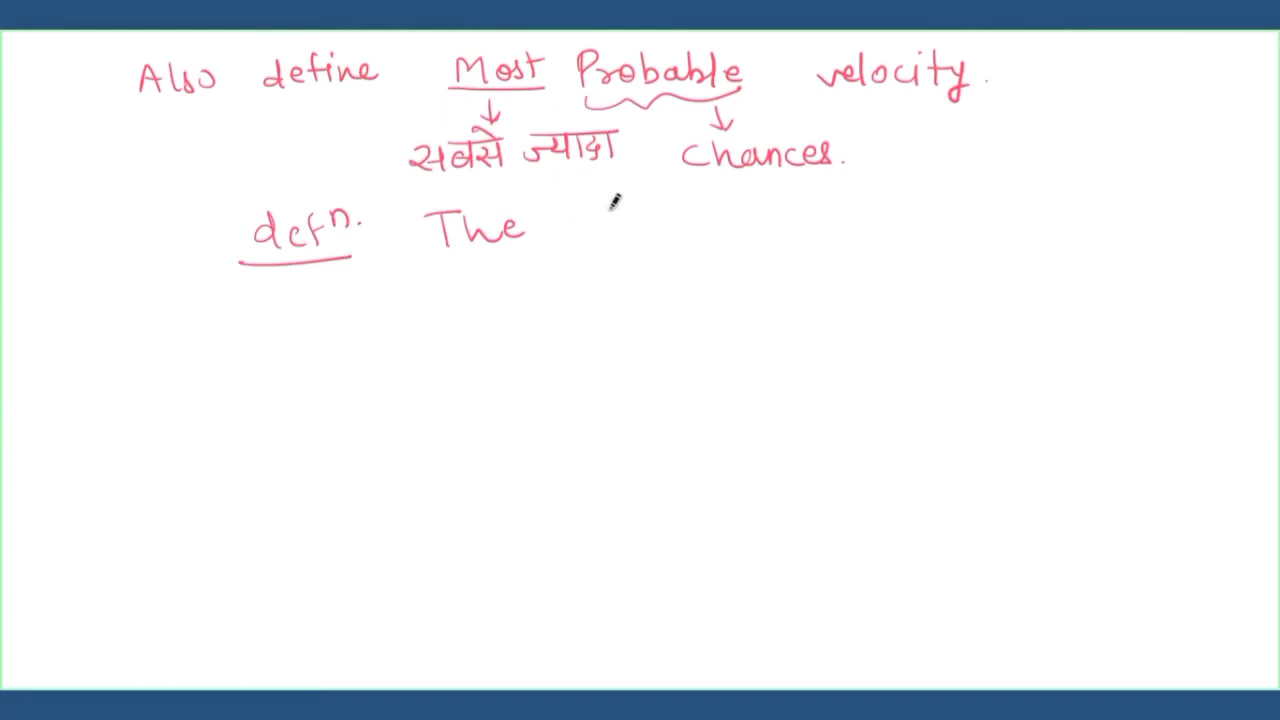 Also define Most Probable velocity.
सबसे ज्यादा chances.
defn. The